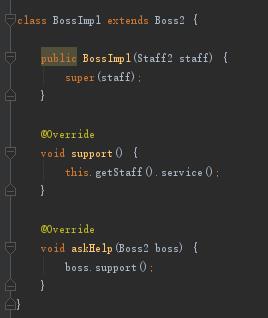 class BossImpl extends Boss2 {
public BossImpl(Staff2 staff) {
super(staff);
}
@Override
void support() {
this.getStaff().service();
}
@Override
void askHelp(Boss2 boss) {
boss.support();
}
}